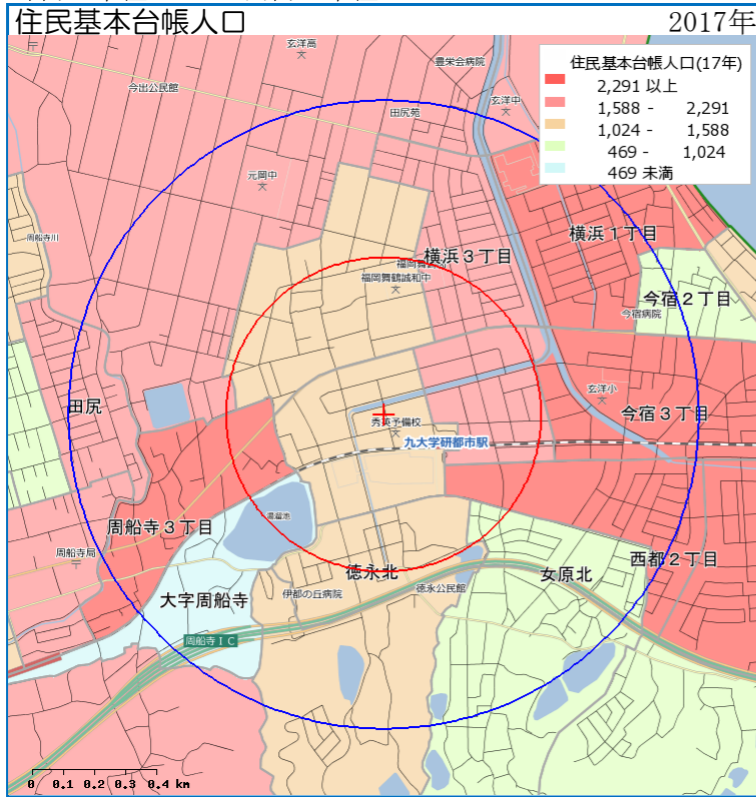 住民基本台帳人口
2017年
住民基本台帳人口(17年)
2,291 以上
1,588 - 2,291
1,024 - 1,588
469 - 1,024
469 未満
玄洋高
豊栄会病院
今出公民館
玄洋中
田尻苑
元岡中
横浜1丁目
周船寺川
横浜3丁目
福岡舞鶴誠和中
今宿2丁目
今宿病院
玄洋小
田尻
今宿3丁目
秀英予備校
九大学研都市駅
周船寺3丁目
周船寺局
西都2丁目
徳永北
女原北
大字周船寺
伊都の丘病院
徳永公民館
周船寺IC
0 0.1 0.2 0.3 0.4 km